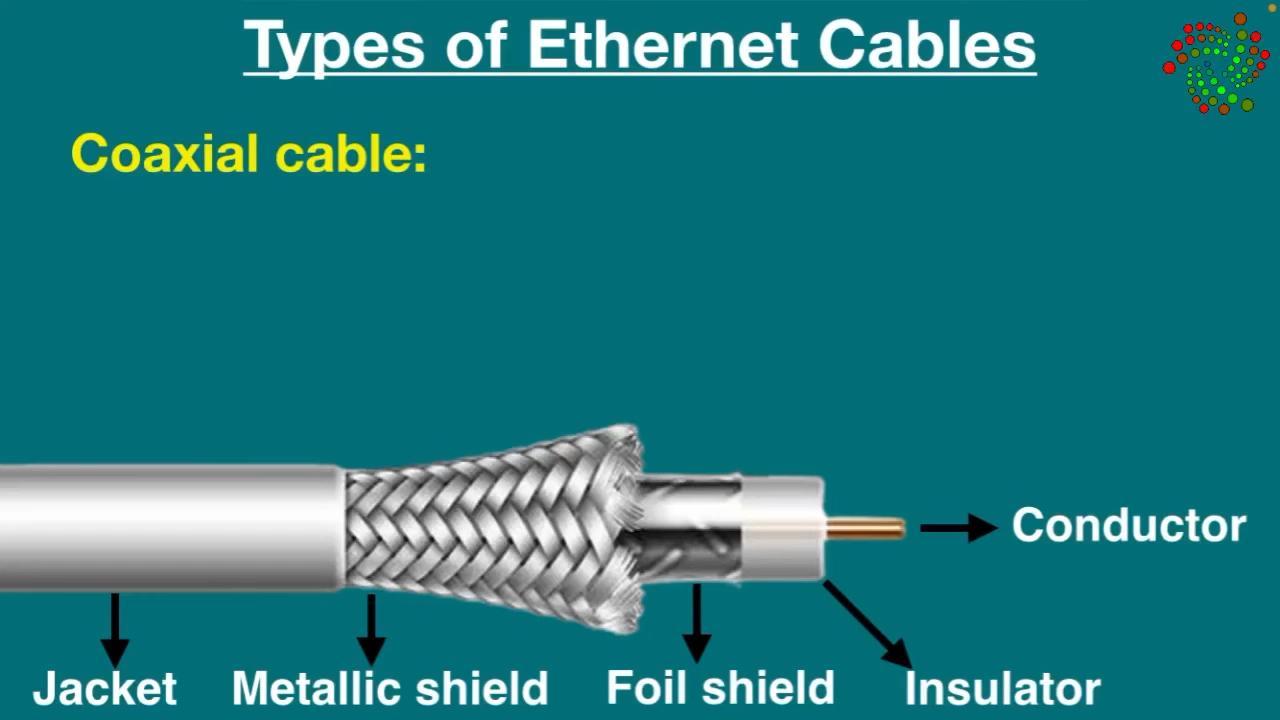 Types of Ethernet Cables
Coaxial cable:
Conductor
Jacket
Metallic shield
Foil shield
Insulator